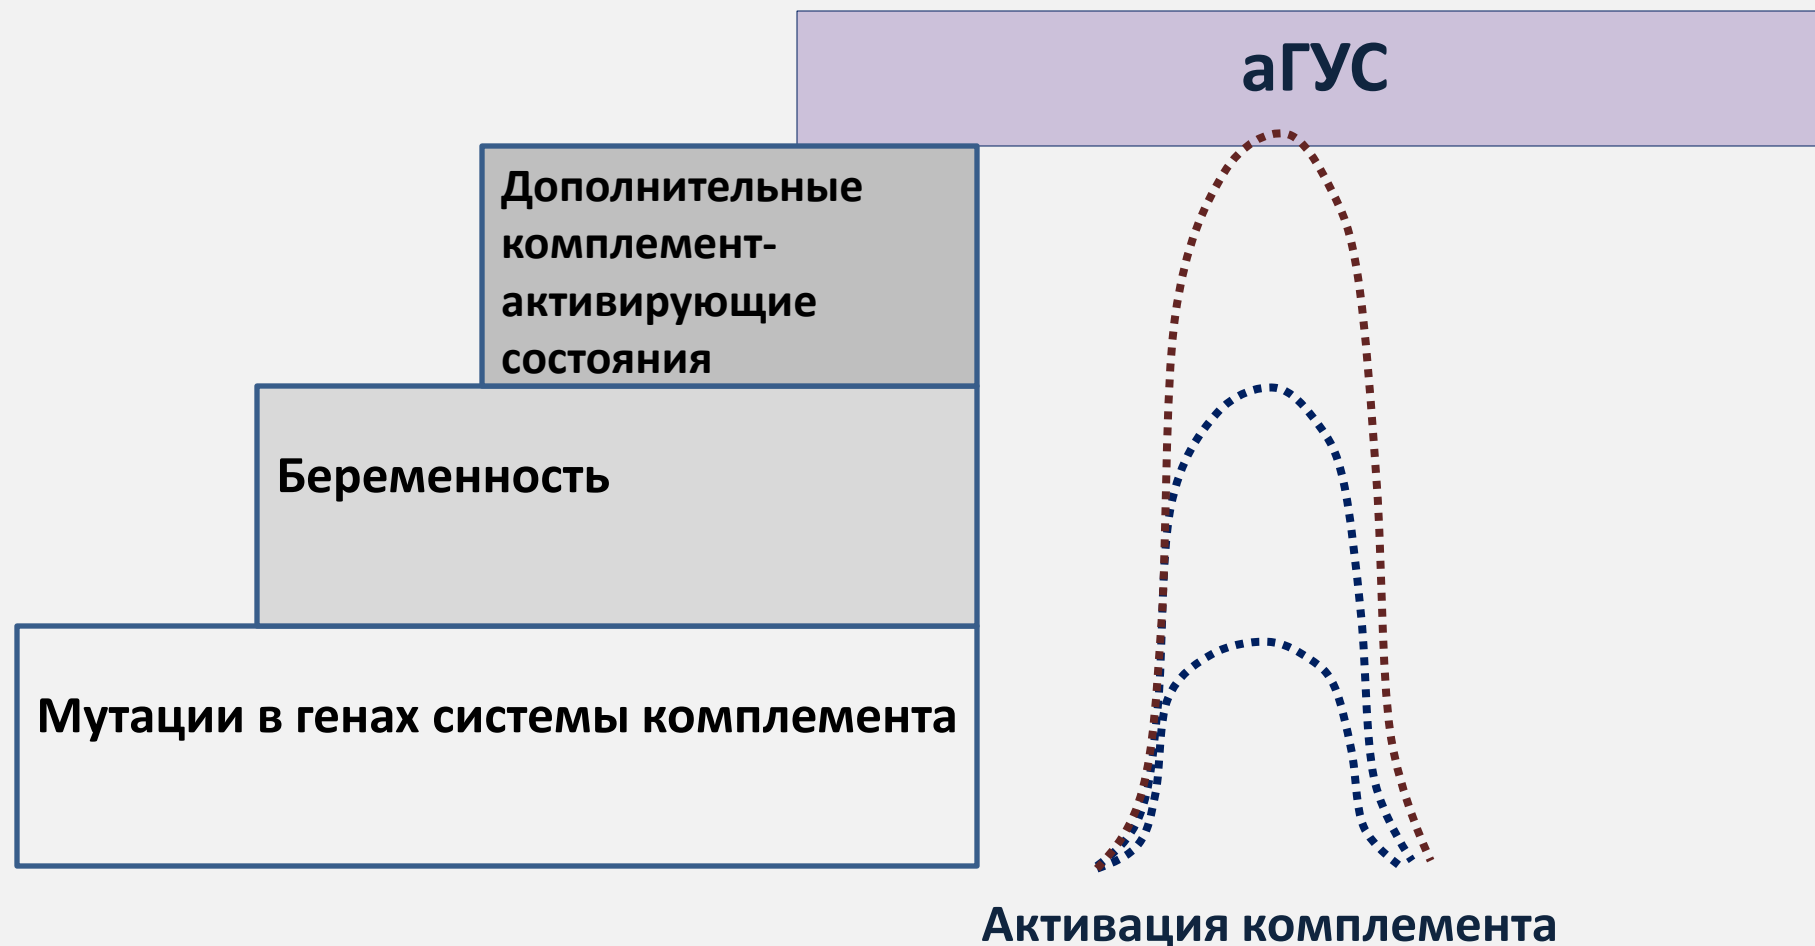 аГУС
Дополнительные
комплемент-
активирующие
состояния
Беременность
Мутации в генах системы комплемента
Активация комплемента